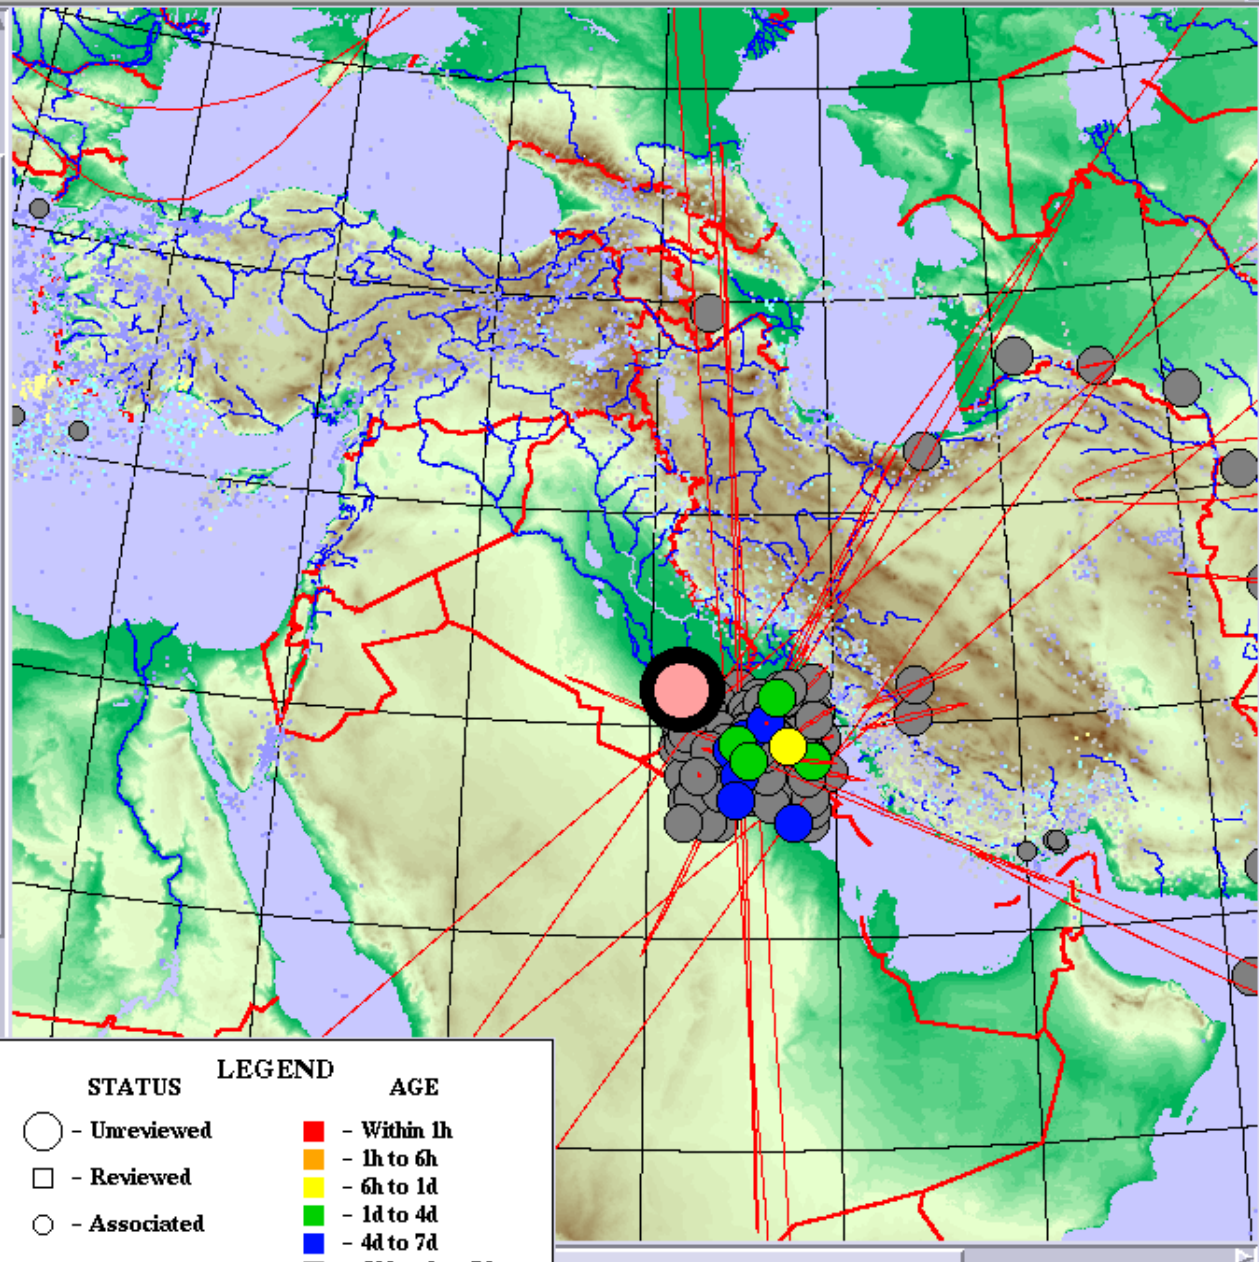 LEGEND
STATUS AGE
– Unreviewed – Within 1h
– 1h to 6h
– Reviewed – 6h to 1d
– 1d to 4d
– Associated – 4d to 7d